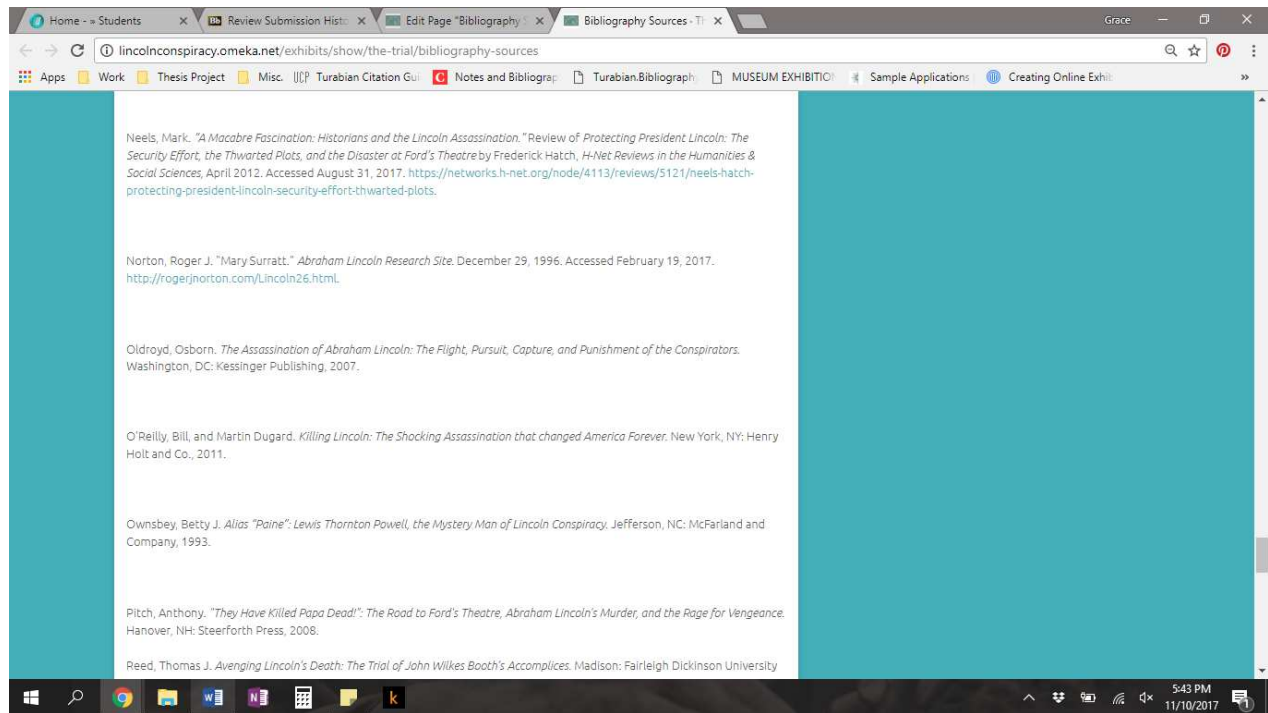 Home - » Students
Review Submission Histo
Edit Page "Bibliography S
Bibliography Sources · Th
Grace
lincolnconspiracy.omeka.net/exhibits/show/the-trial/bibliography-sources
Apps Work Thesis Project Misc. Turabian Citation Gui Notes and Bibliograp Turabian.Bibliograph MUSEUM EXHIBITIO Sample Applications Creating Online Exhib »
Neels, Mark. "A Macabre Fascination: Historians and the Lincoln Assassination." Review of Protecting President Lincoln: The
Security Effort, the Thwarted Plots, and the Disaster at Ford's Theatre by Frederick Hatch, H-Net Reviews in the Humanities &
Social Sciences, April 2012. Accessed August 31, 2017. https://networks.h-net.org/node/4113/reviews/5121/neels-hatch-
protecting-president-lincoln-security-effort-thwarted-plots.
Norton, Roger J. "Mary Surratt." Abraham Lincoln Research Site. December 29, 1996. Accessed February 19, 2017.
http://rogerjnorton.com/Lincoln26.html.
Oldroyd, Osborn. The Assassination of Abraham Lincoln: The Flight, Pursuit, Capture, and Punishment of the Conspirators.
Washington, DC: Kessinger Publishing, 2007.
O'Reilly, Bill, and Martin Dugard. Killing Lincoln: The Shocking Assassination that changed America Forever. New York, NY: Henry
Holt and Co., 2011.
Ownsbey, Betty J. Alias "Paine": Lewis Thornton Powell, the Mystery Man of Lincoln Conspiracy. Jefferson, NC: McFarland and
Company, 1993.
Pitch, Anthony. "They Have Killed Papa Dead!": The Road to Ford's Theatre, Abraham Lincoln's Murder, and the Rage for Vengeance.
Hanover, NH: Steerforth Press, 2008.
Reed, Thomas J. Avenging Lincoln's Death: The Trial of John Wilkes Booth's Accomplices. Madison: Fairleigh Dickinson University
5:43 PM
11/10/2017